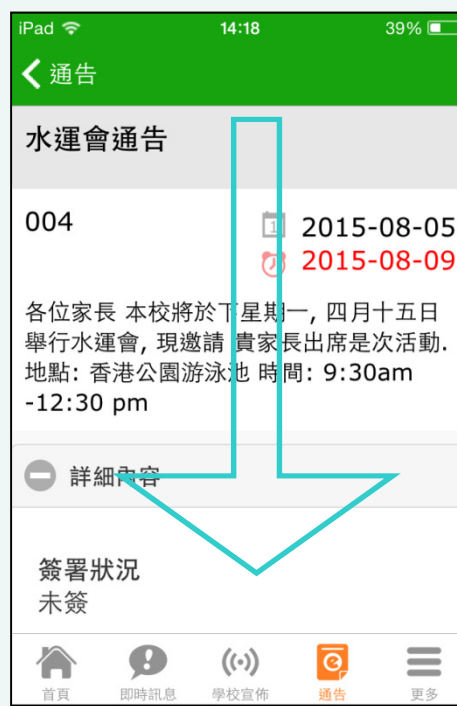 iPad 14:18 39%
通告
水運會通告
004 2015-08-05
2015-08-09
各位家長 本校將於下星期一, 四月十五日
舉行水運會, 現邀請 貴家長出席是次活動.
地點: 香港公園游泳池 時間: 9:30am
-12:30 pm
詳細內容
簽署狀況
未簽
首頁 即時訊息 學校宣佈 通告 更多